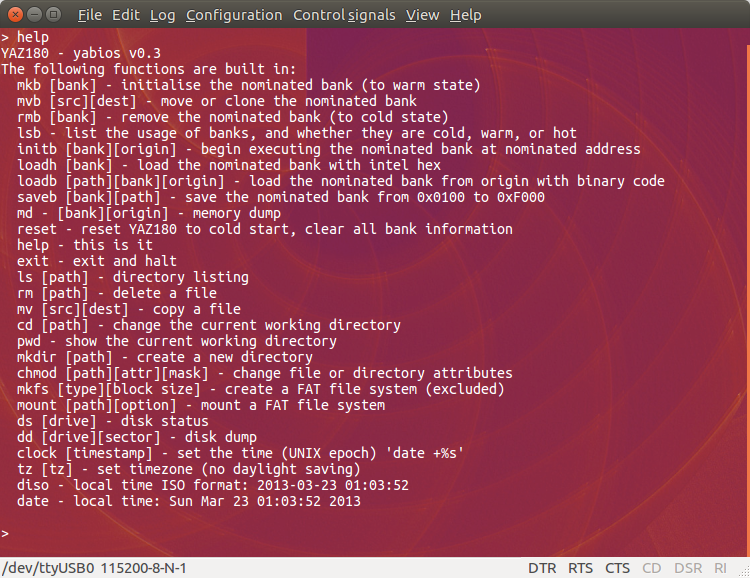 File Edit Log Configuration Control signals View Help
> help
YAZ180 - yabios v0.3
The following functions are built in:
  mkb [bank] - initialise the nominated bank (to warm state)
  mvb [src][dest] - move or clone the nominated bank
  rmb [bank] - remove the nominated bank (to cold state)
  lsb - list the usage of banks, and whether they are cold, warm, or hot
  initb [bank][origin] - begin executing the nominated bank at nominated address
  loadh [bank] - load the nominated bank with intel hex
  loadb [path][bank][origin] - load the nominated bank from origin with binary code
  saveb [bank][path] - save the nominated bank from 0x0100 to 0xF000
  md - [bank][origin] - memory dump
  reset - reset YAZ180 to cold start, clear all bank information
  help - this is it
  exit - exit and halt
  ls [path] - directory listing
  rm [path] - delete a file
  mv [src][dest] - copy a file
  cd [path] - change the current working directory
  pwd - show the current working directory
  mkdir [path] - create a new directory
  chmod [path][attr][mask] - change file or directory attributes
  mkfs [type][block size] - create a FAT file system (excluded)
  mount [path][option] - mount a FAT file system
  ds [drive] - disk status
  dd [drive][sector] - disk dump
  clock [timestamp] - set the time (UNIX epoch) 'date +%s'
  tz [tz] - set timezone (no daylight saving)
  diso - local time ISO format: 2013-03-23 01:03:52
  date - local time: Sun Mar 23 01:03:52 2013
>
/dev/ttyUSB0 115200-8-N-1 DTR RTS CTS CD DSR RI